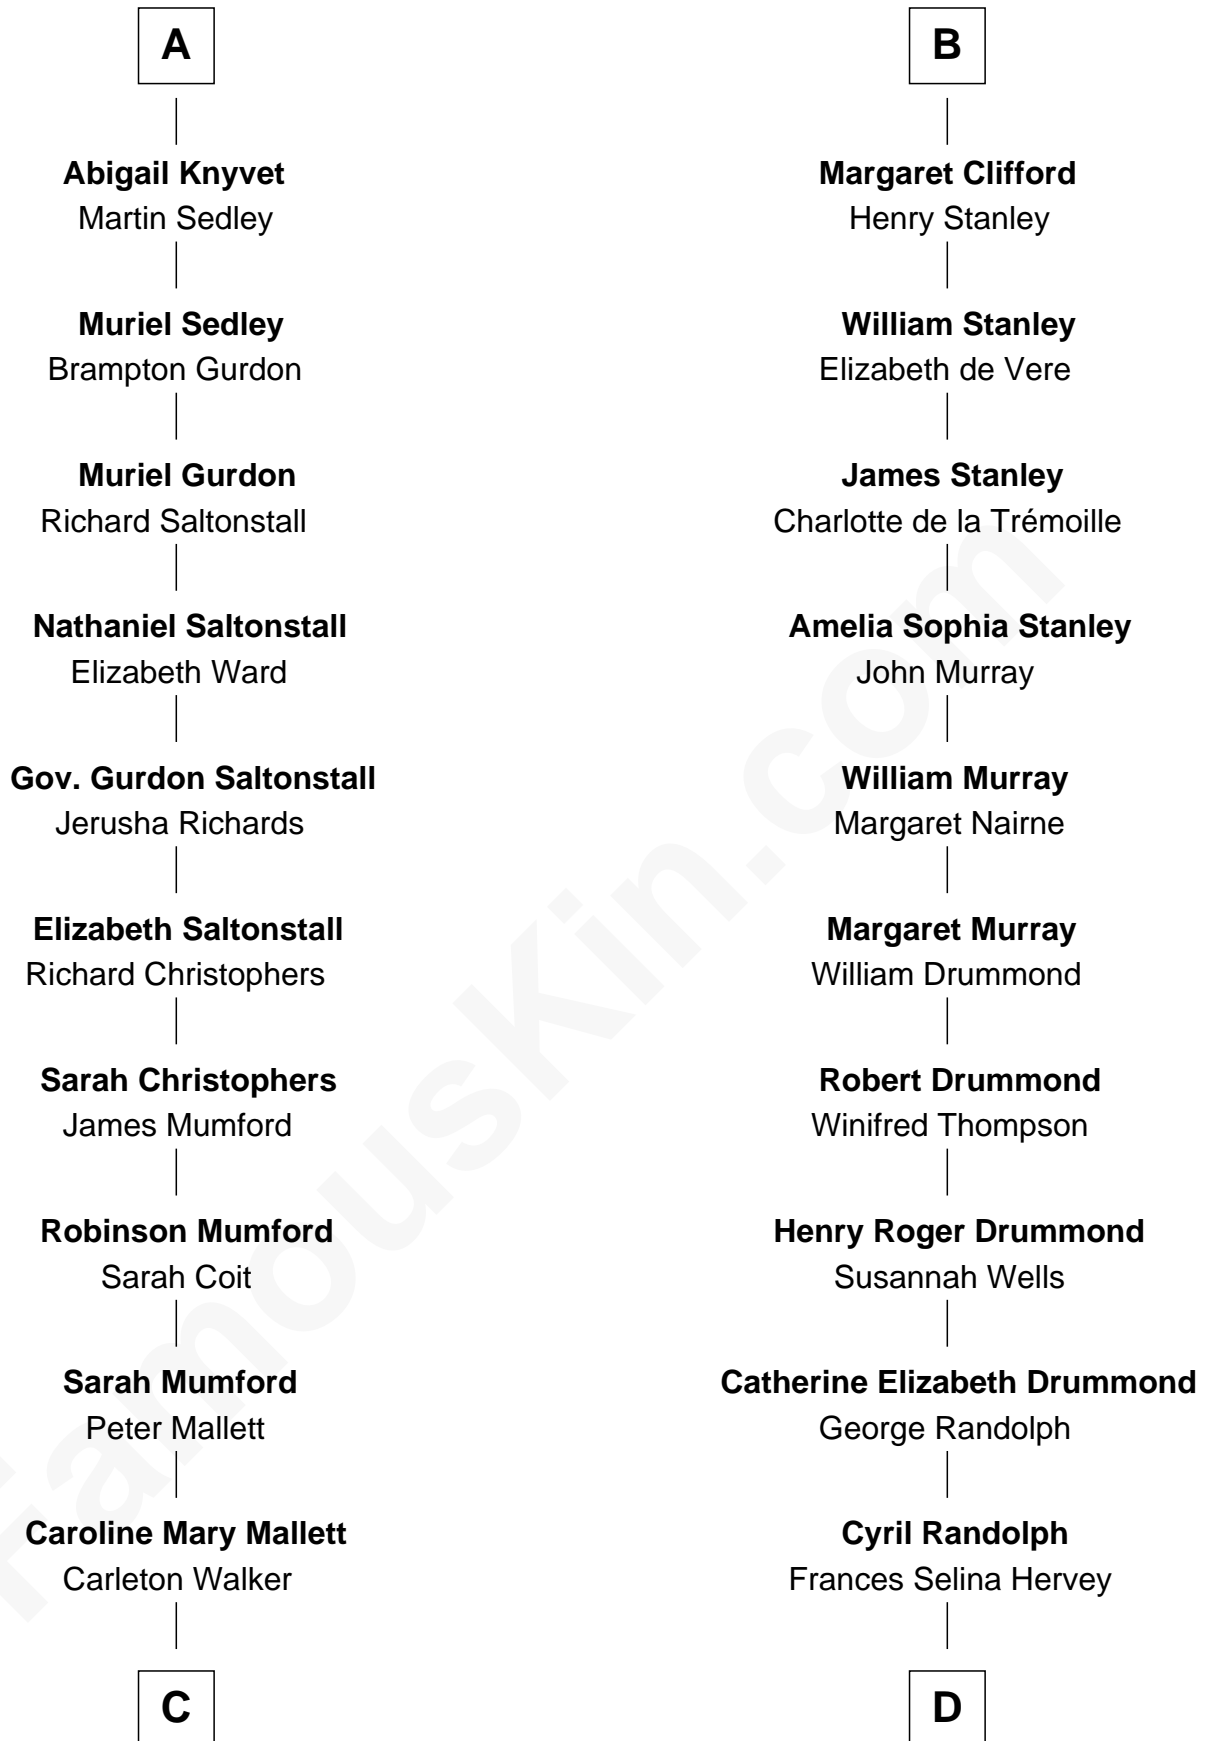 A
Abigail Knyvet
Martin Sedley
Muriel Sedley
Brampton Gurdon
Muriel Gurdon
Richard Saltonstall
Nathaniel Saltonstall
Elizabeth Ward
Gov. Gurdon Saltonstall
Jerusha Richards
Elizabeth Saltonstall
Richard Christophers
Sarah Christophers
James Mumford
Robinson Mumford
Sarah Coit
Sarah Mumford
Peter Mallett
Caroline Mary Mallett
Carleton Walker
C
B
Margaret Clifford
Henry Stanley
William Stanley
Elizabeth de Vere
James Stanley
Charlotte de la Trémoille
Amelia Sophia Stanley
John Murray
William Murray
Margaret Nairne
Margaret Murray
William Drummond
Robert Drummond
Winifred Thompson
Henry Roger Drummond
Susannah Wells
Catherine Elizabeth Drummond
George Randolph
Cyril Randolph
Frances Selina Hervey
D
FamousKin.com